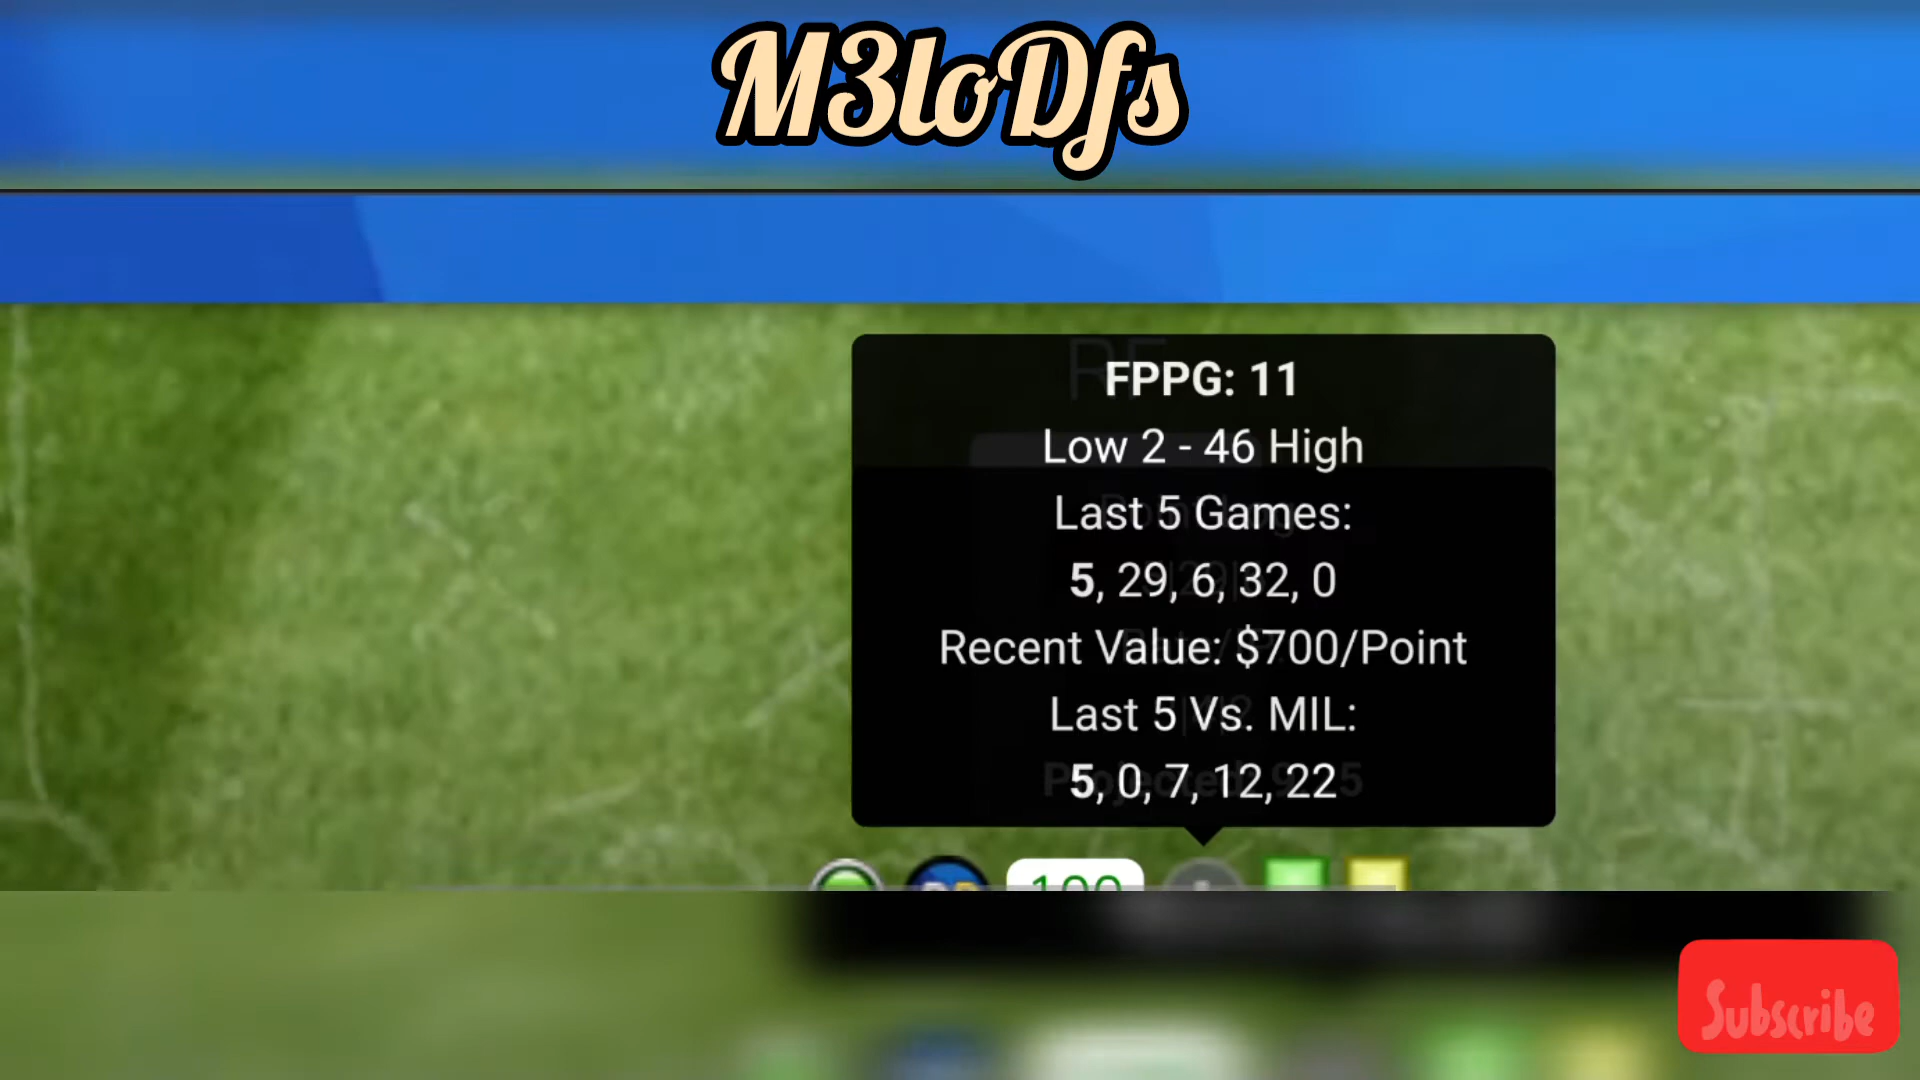 M3loDfs
FPPG: 11
Low 2 - 46 High
Last 5 Games:
5, 29, 6, 32, 0
Recent Value: $700/Point
Last 5 Vs. MIL:
5, 0, 7, 12, 22
Subscribe